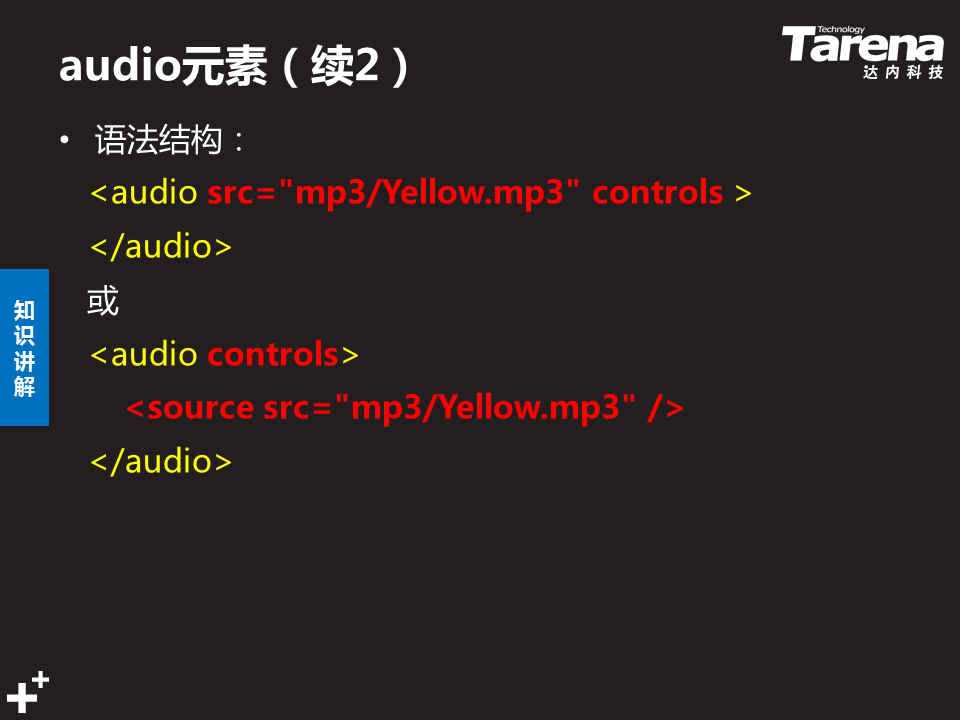 audio元素（续2）
Technology
Tarena
达内科技
• 语法结构：
<audio src="mp3/Yellow.mp3" controls >
</audio>
或
<audio controls>
<source src="mp3/Yellow.mp3" />
</audio>
知
识
讲
解